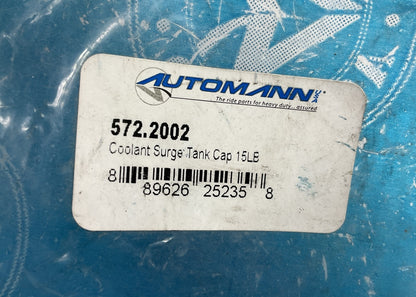 AUTOMANN USA
The ride parts for heavy duty...assured
572.2002
Coolant Surge Tank Cap 15LB
8 89626 25235 8